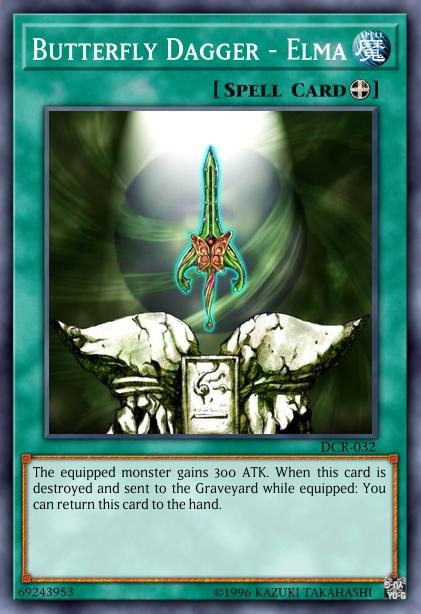 BUTTERFLY DAGGER - ELMA
SPELL
魔
[SPELL CARD]
DCR-032
The equipped monster gains 300 ATK. When this card is
destroyed and sent to the Graveyard while equipped: You
can return this card to the hand.
69243953
©1996 KAZUKI TAKAHASHI